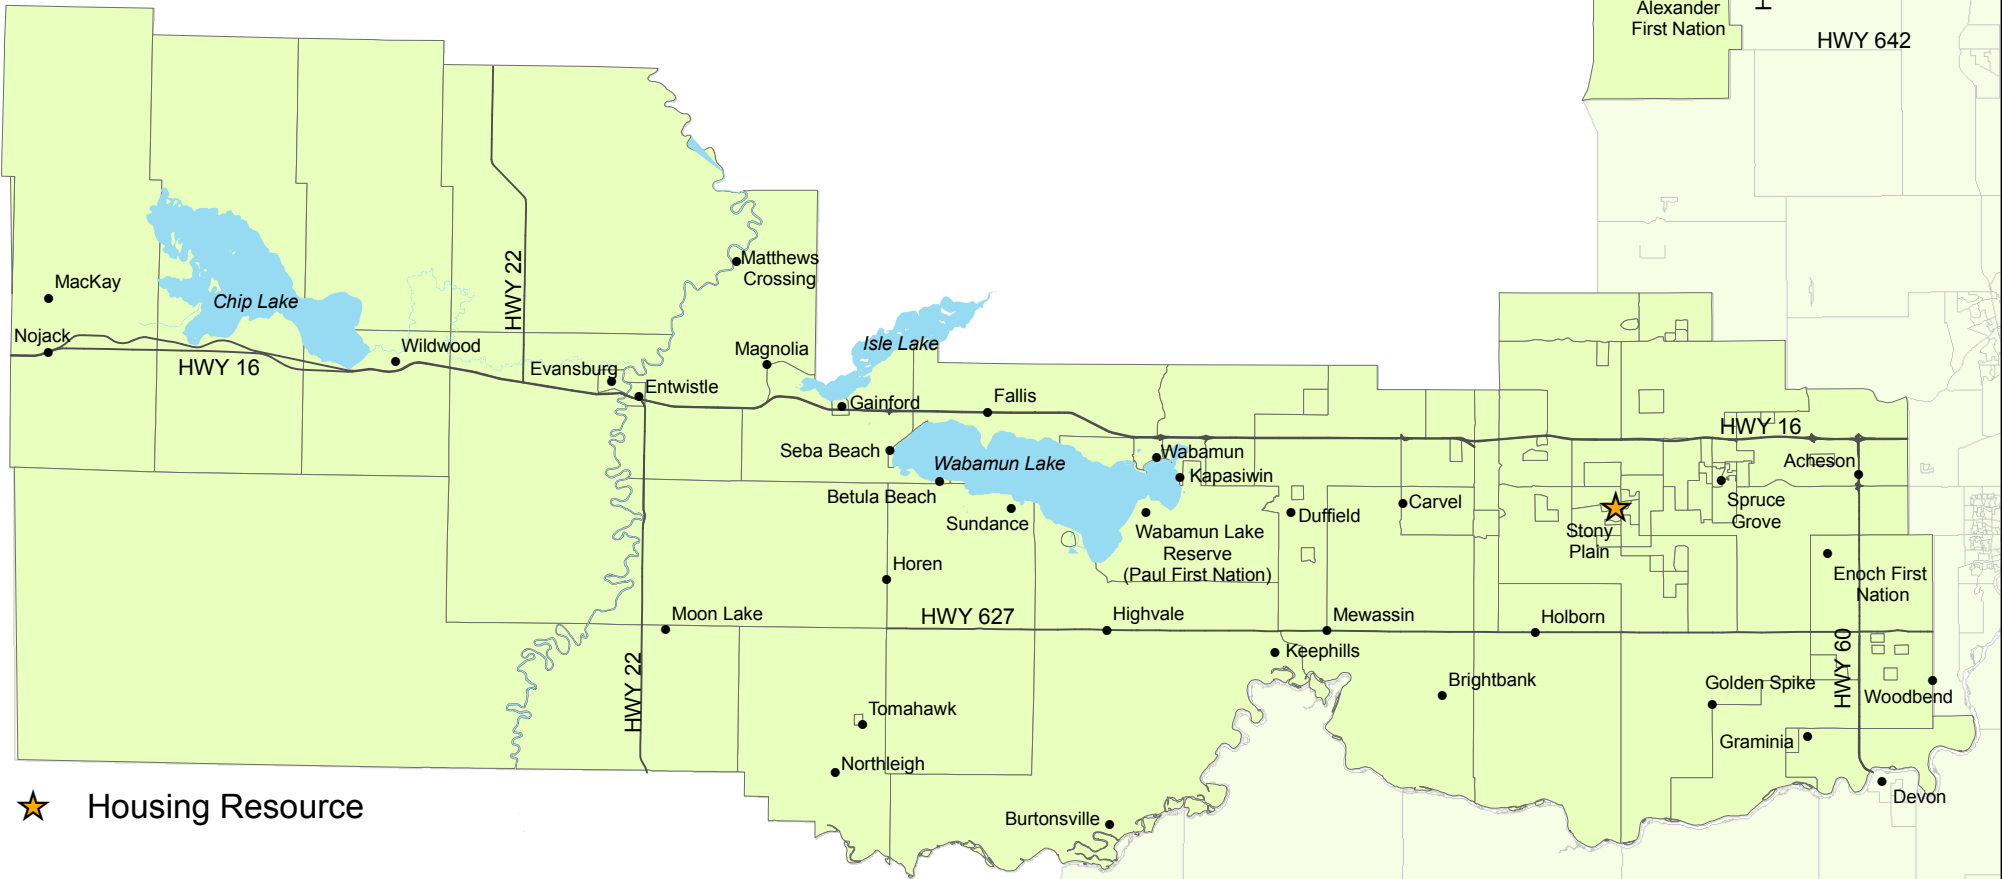 Alexander
First Nation
H
HWY 642
HWY 22
Matthews
Crossing
MacKay
Chip Lake
Nojack
HWY 16
Wildwood
Evansburg
Entwistle
Magnolia
Isle Lake
Gainford
Fallis
Seba Beach
Wabamun Lake
Betula Beach
Sundance
Wabamun
Kapasiwin
Wabamun Lake
Reserve
(Paul First Nation)
Duffield
Carvel
HWY 16
Acheson
Spruce
Grove
Stony
Plain
Enoch First
Nation
Horen
Moon Lake
HWY 627
Highvale
Mewassin
Holborn
Keephills
HWY 22
HWY 60
Brightbank
Golden Spike
Woodbend
Tomahawk
Graminia
Northleigh
Devon
Burtonsville
Housing Resource